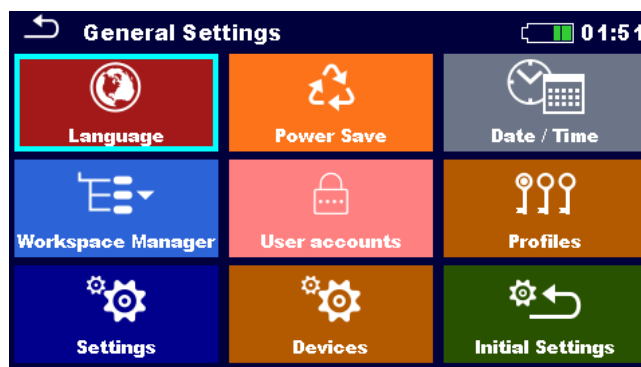 General Settings
01:51
Language
Power Save
Date / Time
Workspace Manager
User accounts
Profiles
Settings
Devices
Initial Settings